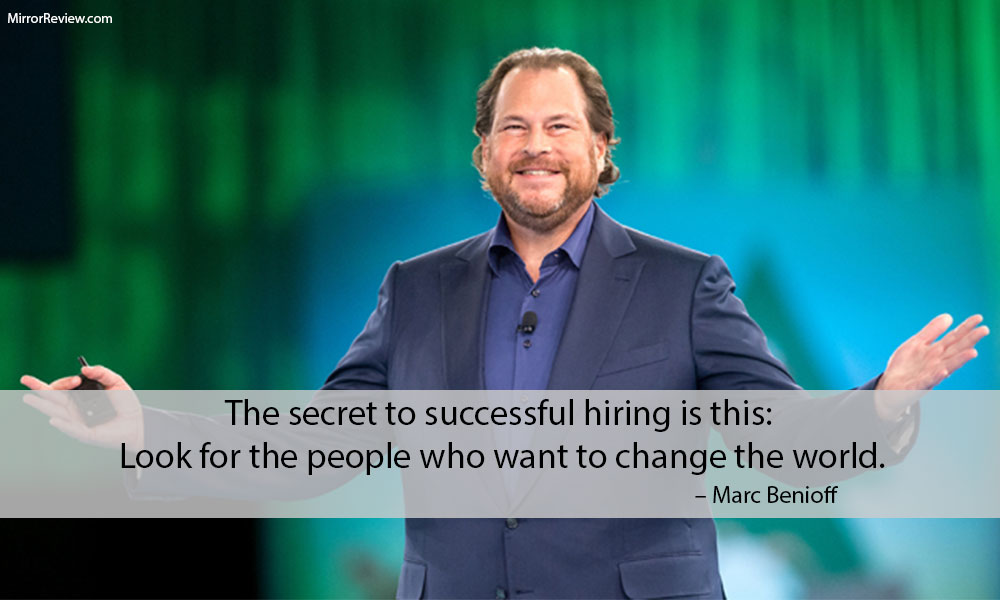 MirrorReview.com
The secret to successful hiring is this:
Look for the people who want to change the world.
– Marc Benioff